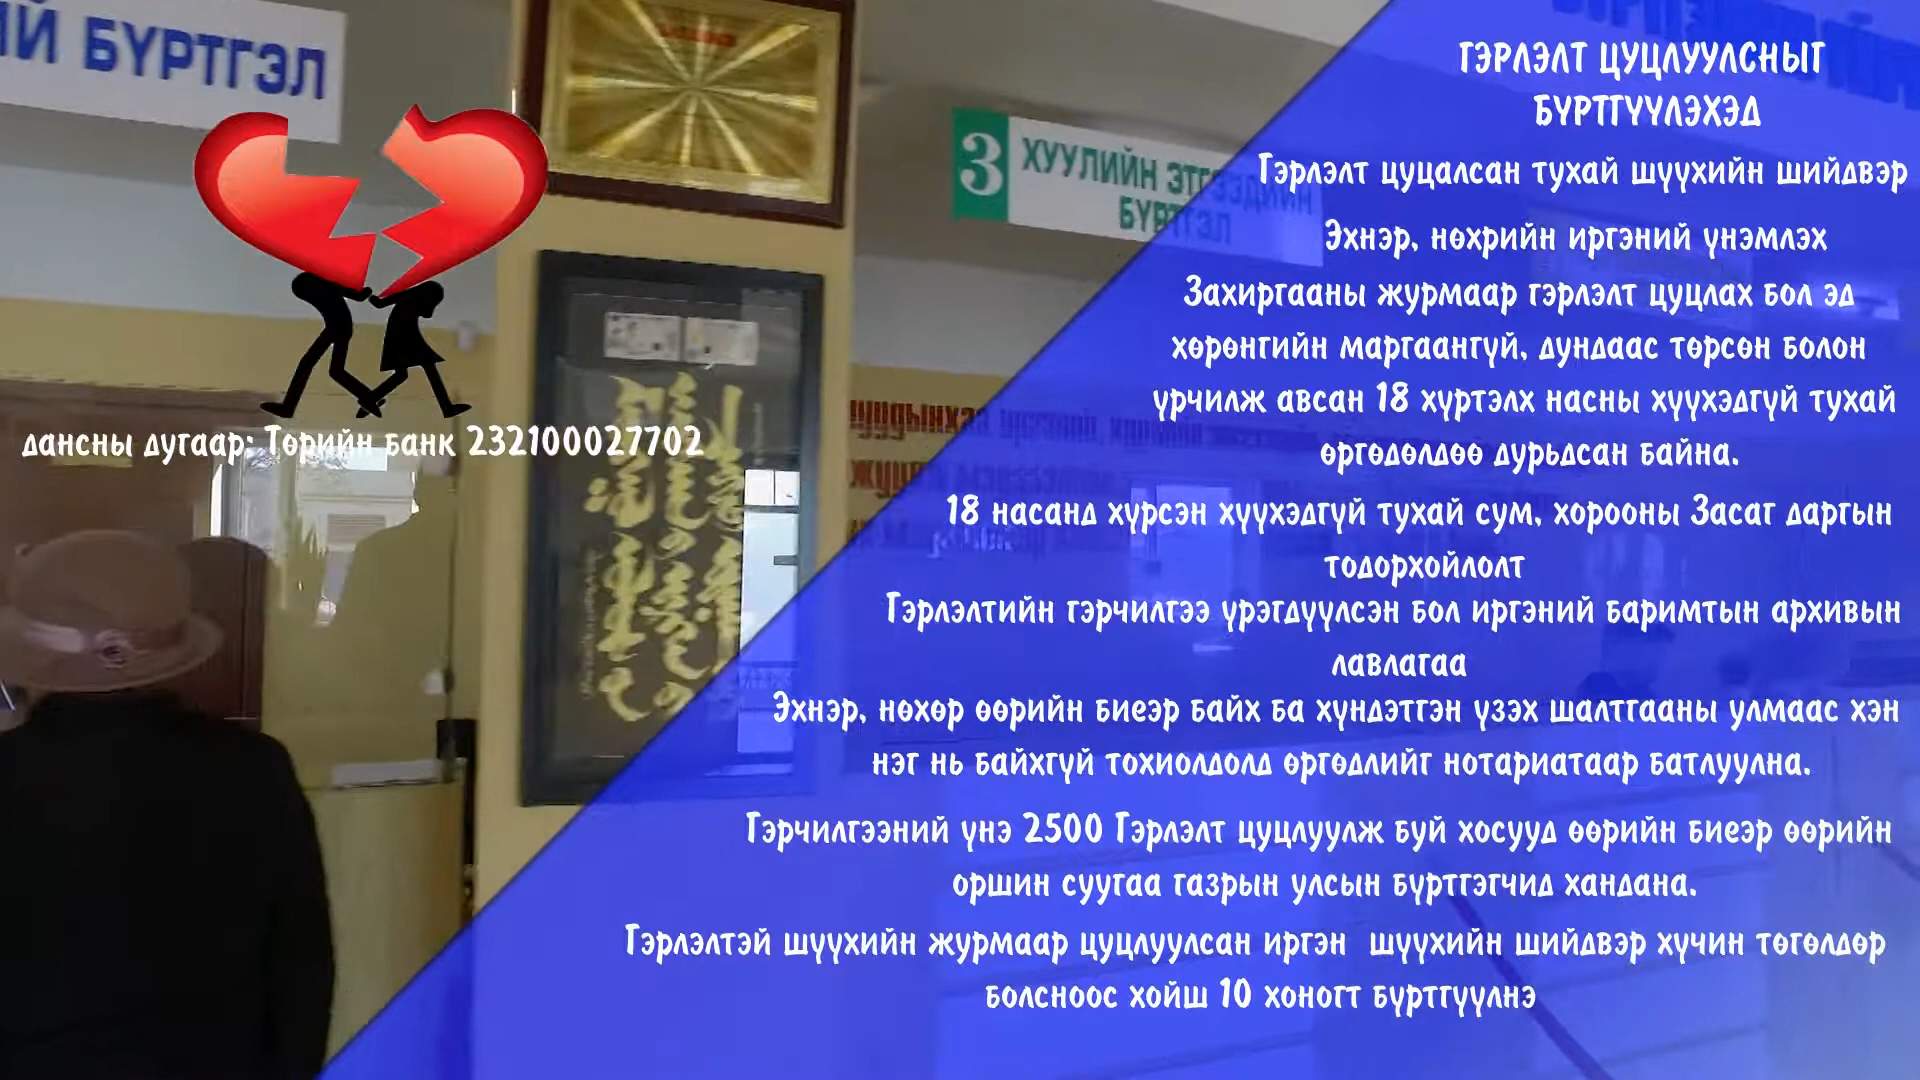 ИЙ БҮРТГЭЛ
3 ХУУЛИЙН ЭТГЭЭДИЙН
БҮРТГЭЛ
дансны дугаар: Төрийн банк 232100027702
ГЭРЛЭЛТ ЦУЦЛУУЛСНЫГ
БҮРТГҮҮЛЭХЭД
Гэрлэлт цуцалсан тухай шүүхийн шийдвэр
Эхнэр, нөхрийн иргэний үнэмлэх
Захиргааны журмаар гэрлэлт цуцлах бол эд
хөрөнгийн маргаангүй, дундаас төрсөн болон
үрчилж авсан 18 хүртэлх насны хүүхэдгүй тухай
өргөдөлдөө дурьдсан байна.
18 насанд хүрсэн хүүхэдгүй тухай сум, хорооны Засаг даргын
тодорхойлолт
Гэрлэлтийн гэрчилгээ үрэгдүүлсэн бол иргэний баримтын архивын
лавлагаа
Эхнэр, нөхөр өөрийн биеэр байх ба хүндэтгэн үзэх шалтгааны улмаас хэн
нэг нь байхгүй тохиолдолд өргөдлийг нотариатаар батлуулна.
Гэрчилгээний үнэ 2500 Гэрлэлт цуцлуулж буй хосууд өөрийн биеэр өөрийн
оршин суугаа газрын улсын бүртгэгчид хандана.
Гэрлэлтэй шүүхийн журмаар цуцлуулсан иргэн шүүхийн шийдвэр хүчин төгөлдөр
болсноос хойш 10 хоногт бүртгүүлнэ